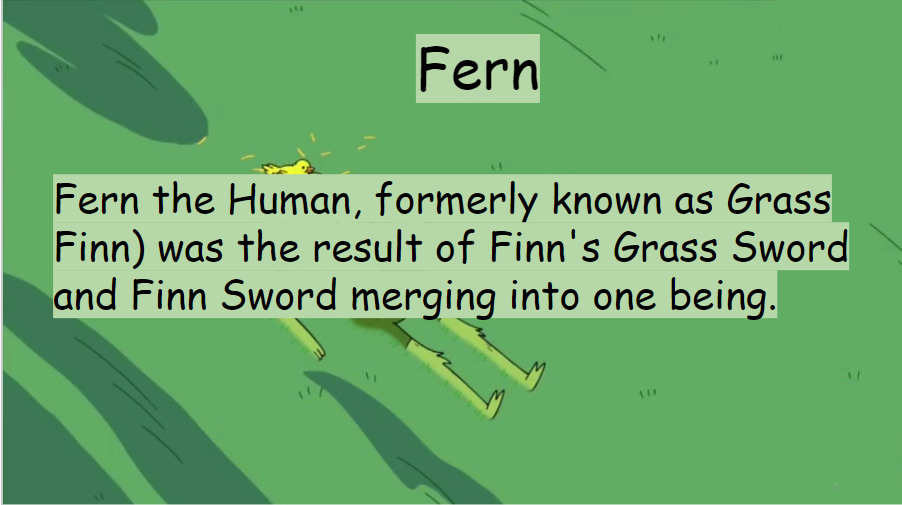 Fern
Fern the Human, formerly known as Grass
Finn) was the result of Finn's Grass Sword
and Finn Sword merging into one being.